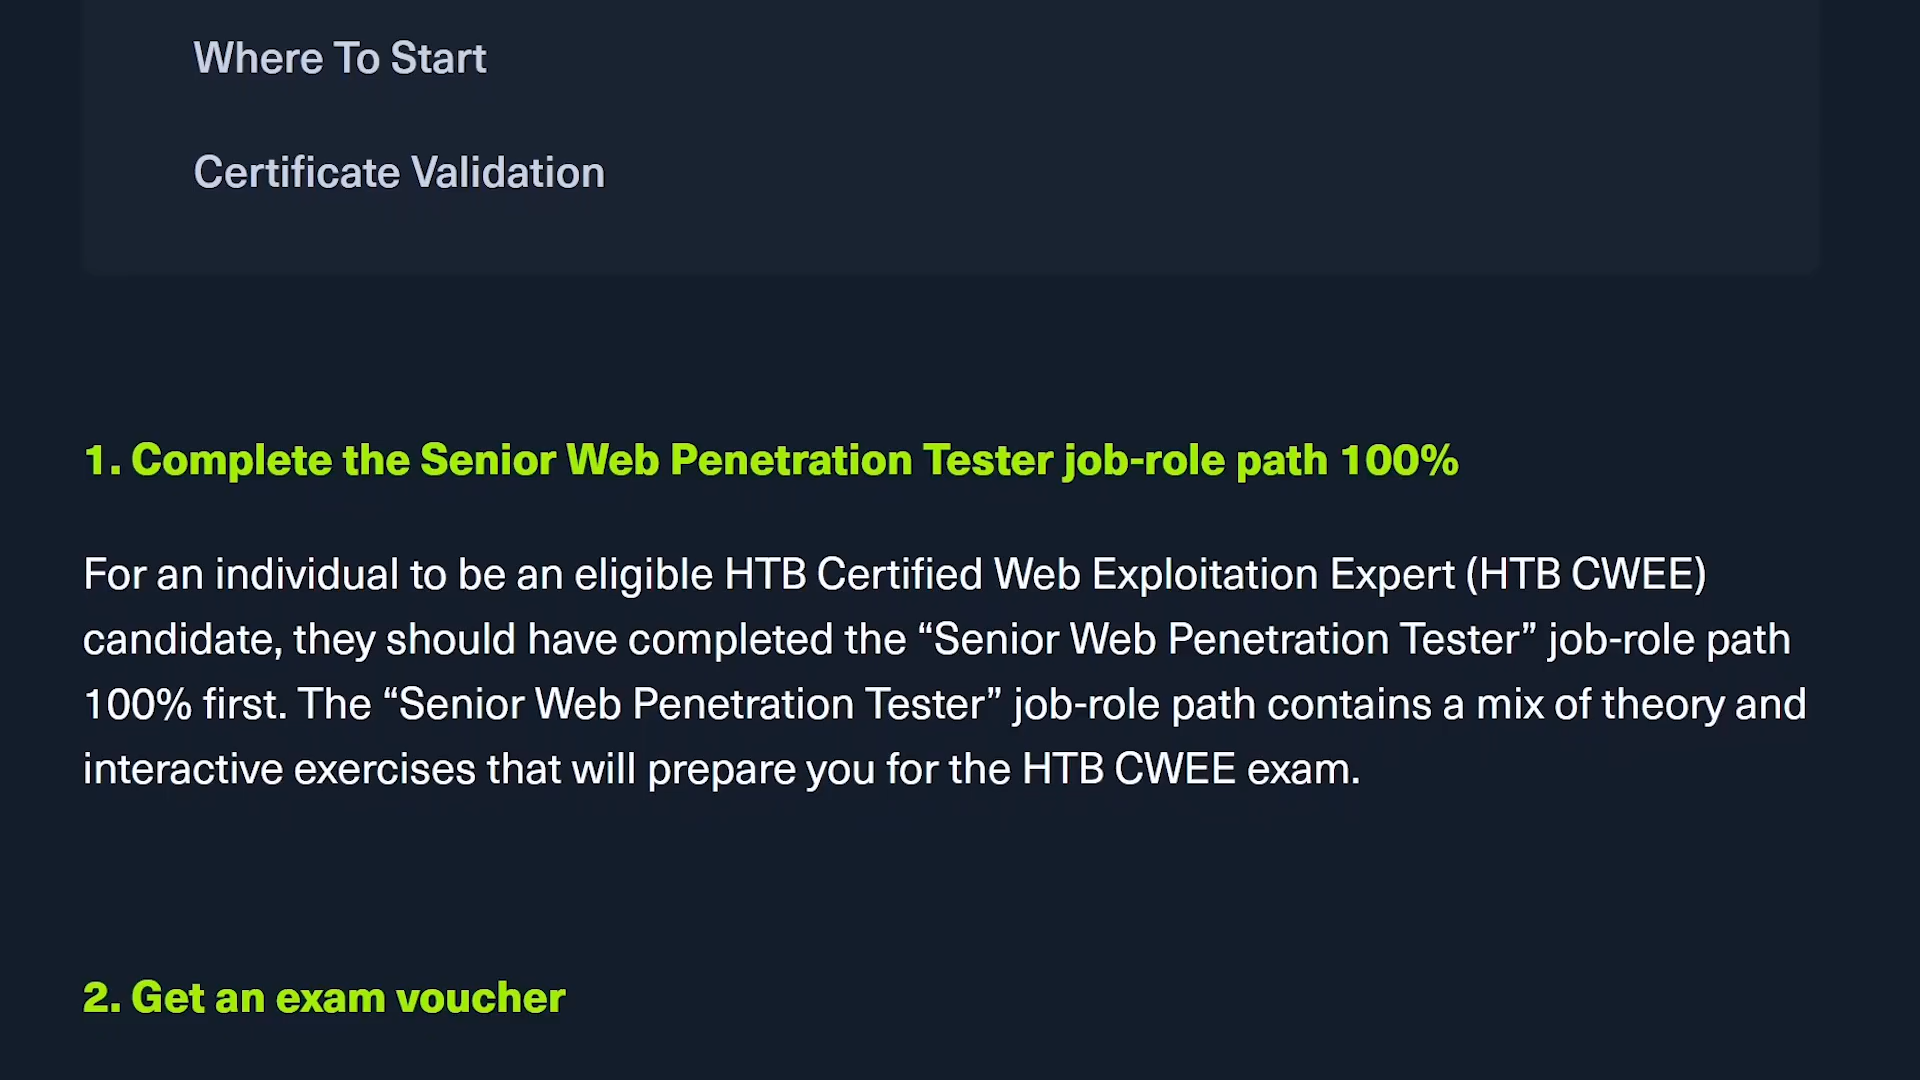 Where To Start
Certificate Validation
1. Complete the Senior Web Penetration Tester job-role path 100%
For an individual to be an eligible HTB Certified Web Exploitation Expert (HTB CWEE)
candidate, they should have completed the “Senior Web Penetration Tester” job-role path
100% first. The “Senior Web Penetration Tester” job-role path contains a mix of theory and
interactive exercises that will prepare you for the HTB CWEE exam.
2. Get an exam voucher